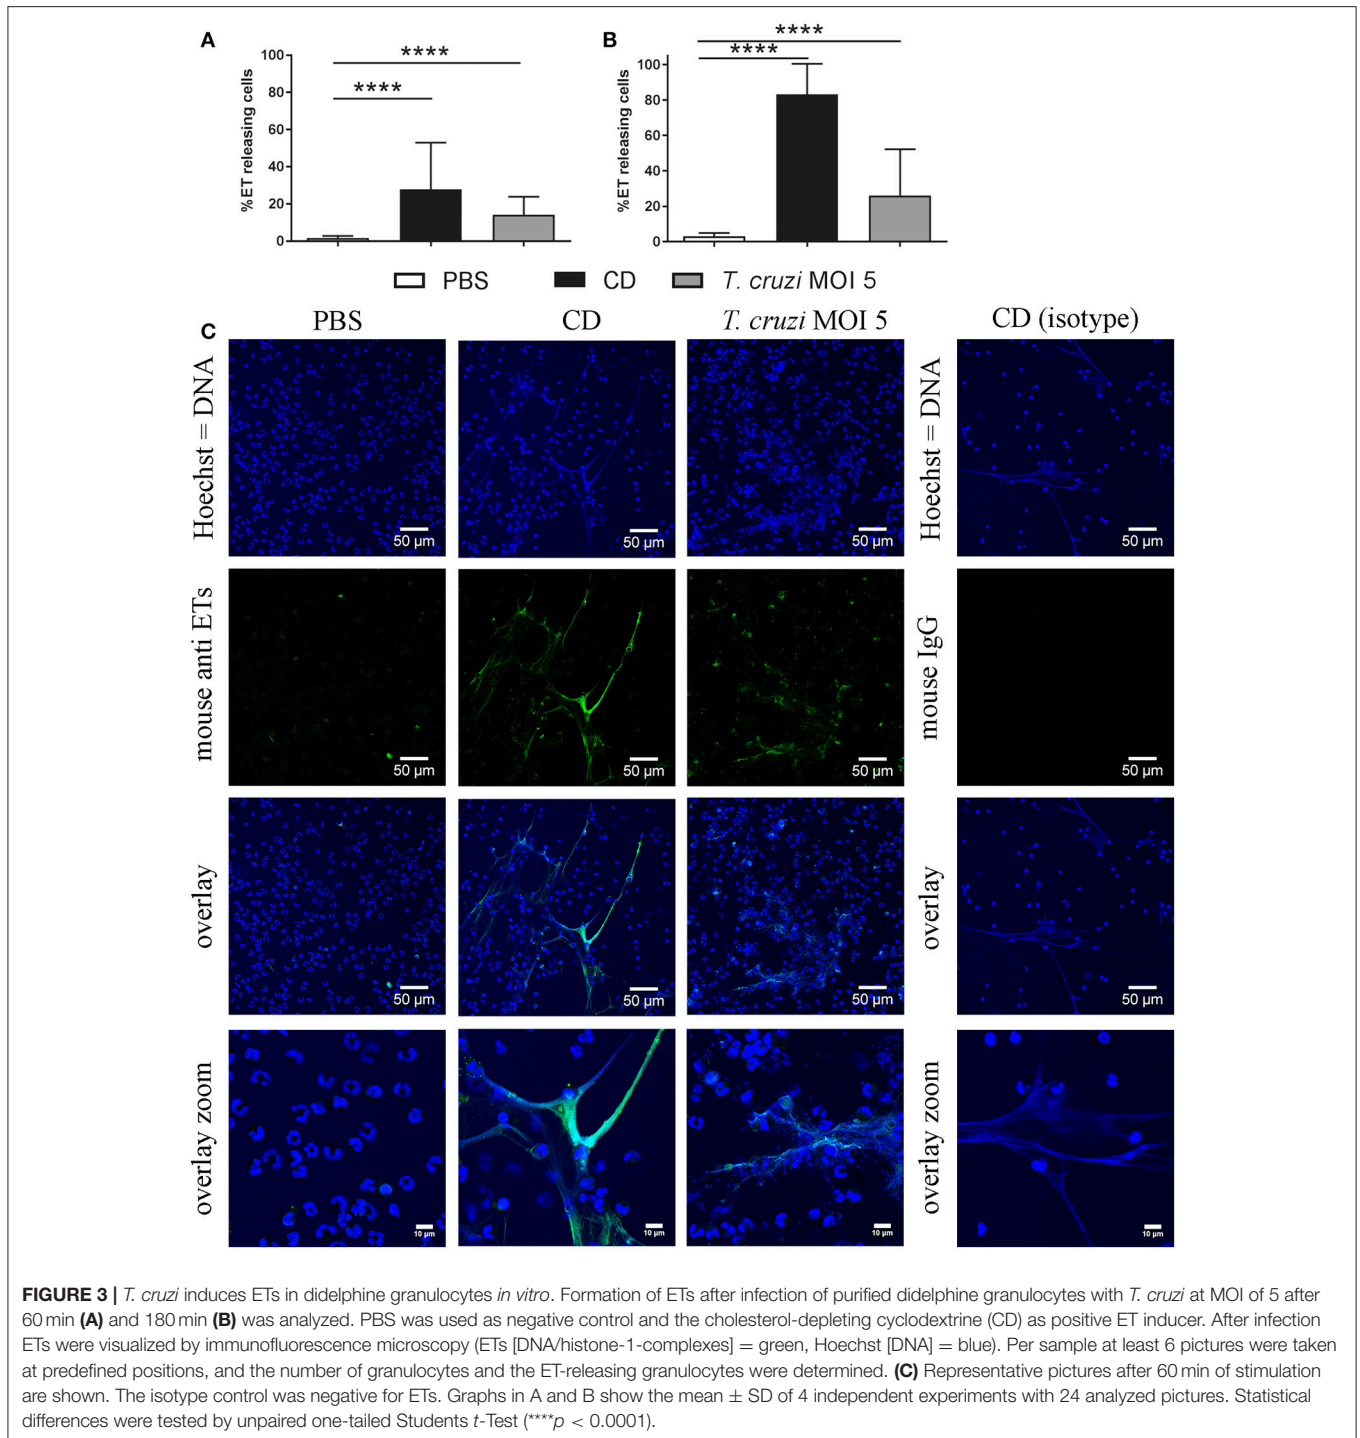 A
100
80
60
40
20
0
%ET releasing cells
****
****
B
100
80
60
40
20
0
%ET releasing cells
****
****
PBS
CD
T. cruzi MOI 5
C
PBS
CD
T. cruzi MOI 5
CD (isotype)
Hoechst = DNA
50 µm
50 µm
50 µm
Hoechst = DNA
50 µm
mouse anti ETs
50 µm
50 µm
50 µm
mouse IgG
50 µm
overlay
50 µm
50 µm
50 µm
overlay
50 µm
overlay zoom
10 µm
10 µm
10 µm
overlay zoom
10 µm
FIGURE 3 | T. cruzi induces ETs in didelphine granulocytes in vitro. Formation of ETs after infection of purified didelphine granulocytes with T. cruzi at MOI of 5 after
60 min (A) and 180 min (B) was analyzed. PBS was used as negative control and the cholesterol-depleting cyclodextrine (CD) as positive ET inducer. After infection
ETs were visualized by immunofluorescence microscopy (ETs [DNA/histone-1-complexes] = green, Hoechst [DNA] = blue). Per sample at least 6 pictures were taken
at predefined positions, and the number of granulocytes and the ET-releasing granulocytes were determined. (C) Representative pictures after 60 min of stimulation
are shown. The isotype control was negative for ETs. Graphs in A and B show the mean ± SD of 4 independent experiments with 24 analyzed pictures. Statistical
differences were tested by unpaired one-tailed Students t-Test (****p < 0.0001).